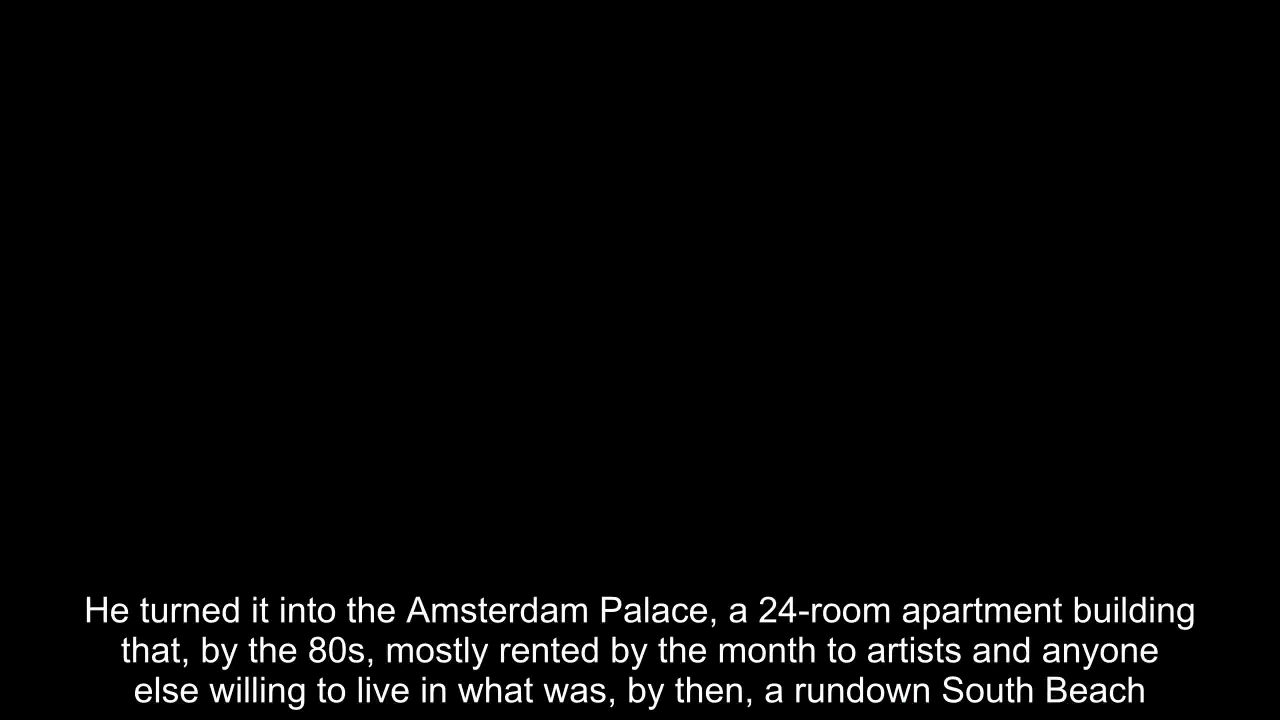 He turned it into the Amsterdam Palace, a 24-room apartment building
that, by the 80s, mostly rented by the month to artists and anyone
else willing to live in what was, by then, a rundown South Beach